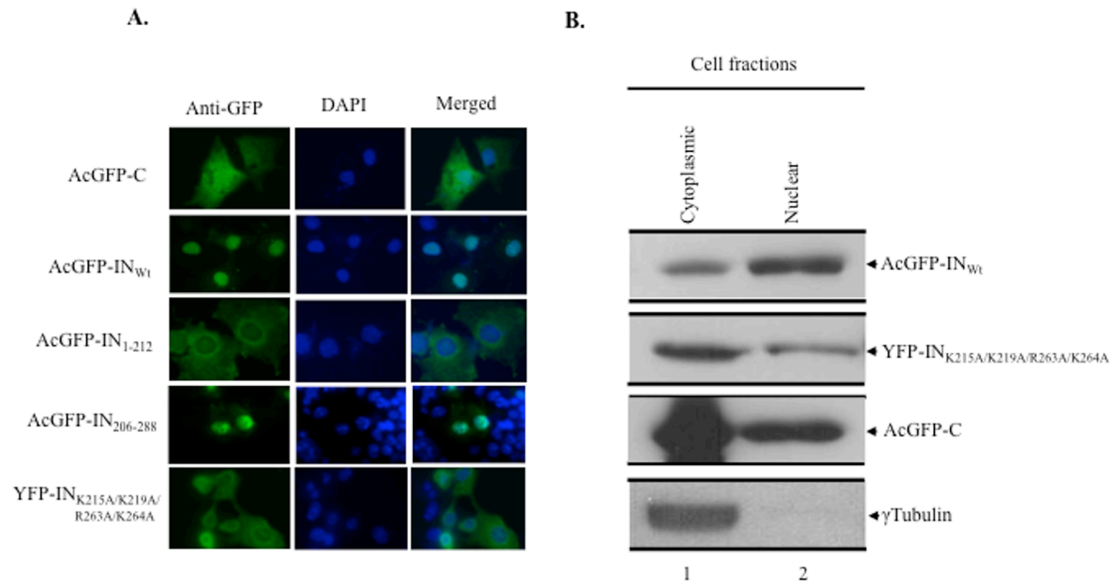 A.
Anti-GFP DAPI Merged
AcGFP-C
AcGFP-INWt
AcGFP-IN1-212
AcGFP-IN206-288
YFP-INK215A/K219A/
R263A/K264A
B.
Cell fractions
Cytoplasmic Nuclear
AcGFP-INWt
YFP-INK215A/K219A/R263A/K264A
AcGFP-C
γTubulin
1 2